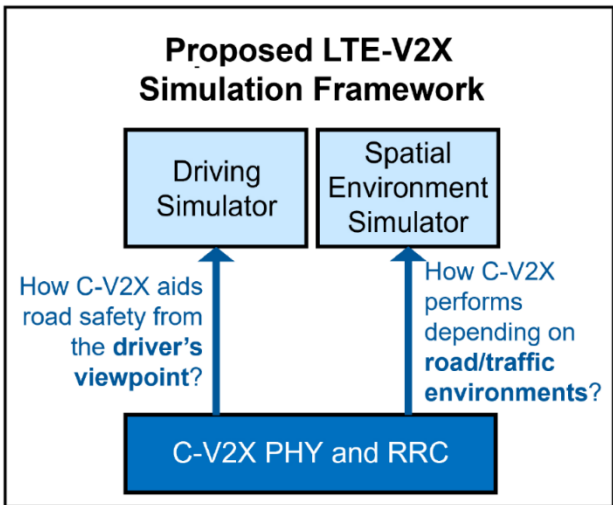 Proposed LTE-V2X
Simulation Framework
Driving
Simulator
Spatial
Environment
Simulator
How C-V2X aids
road safety from
the driver's
viewpoint?
How C-V2X
performs
depending on
road/traffic
environments?
C-V2X PHY and RRC